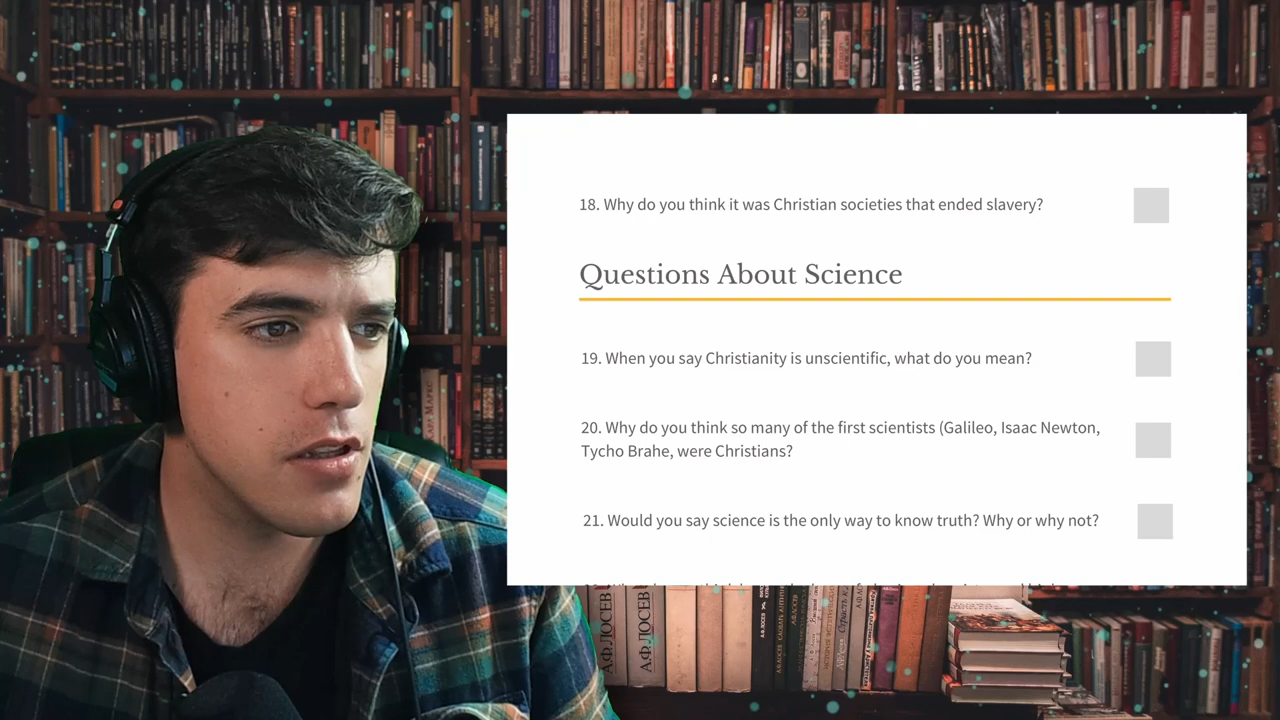 18. Why do you think it was Christian societies that ended slavery?
Questions About Science
19. When you say Christianity is unscientific, what do you mean?
20. Why do you think so many of the first scientists (Galileo, Isaac Newton,
Tycho Brahe, were Christians?
21. Would you say science is the only way to know truth? Why or why not?
А.Ф.ЛОСЕВ
А.Ф.ЛОСЕВ